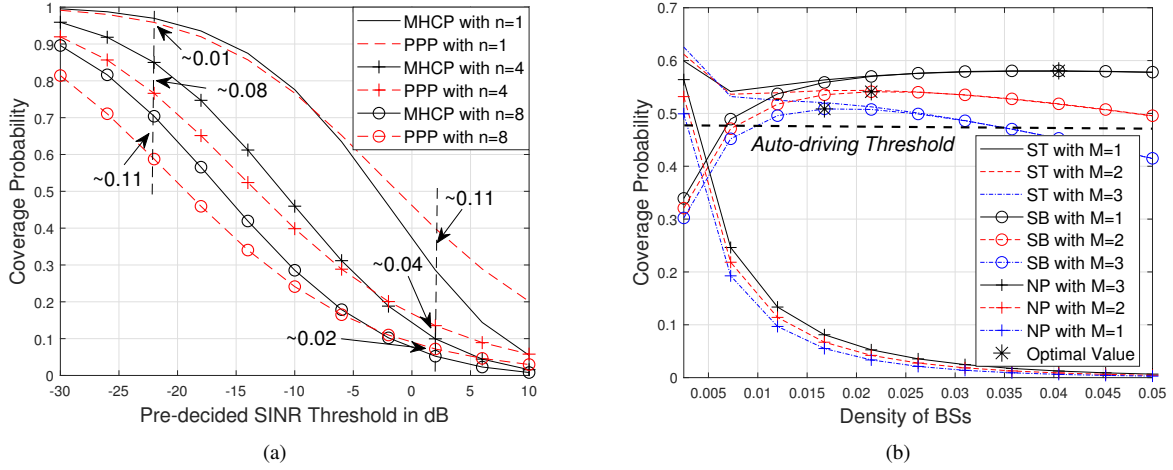 1
0.9
0.8
0.7
0.6
0.5
0.4
0.3
0.2
0.1
0
Coverage Probability
-30
-25
-20
-15
-10
-5
0
5
10
Pre-decided SINR Threshold in dB
~0.01
~0.08
~0.11
~0.11
~0.04
~0.02
MHCP with n=1
PPP with n=1
MHCP with n=4
PPP with n=4
MHCP with n=8
PPP with n=8
(a)
0.7
0.6
0.5
0.4
0.3
0.2
0.1
0
Coverage Probability
0.005
0.01
0.015
0.02
0.025
0.03
0.035
0.04
0.045
0.05
Density of BSs
Auto-driving Threshold
ST with M=1
ST with M=2
ST with M=3
SB with M=1
SB with M=2
SB with M=3
NP with M=3
NP with M=2
NP with M=1
Optimal Value
(b)